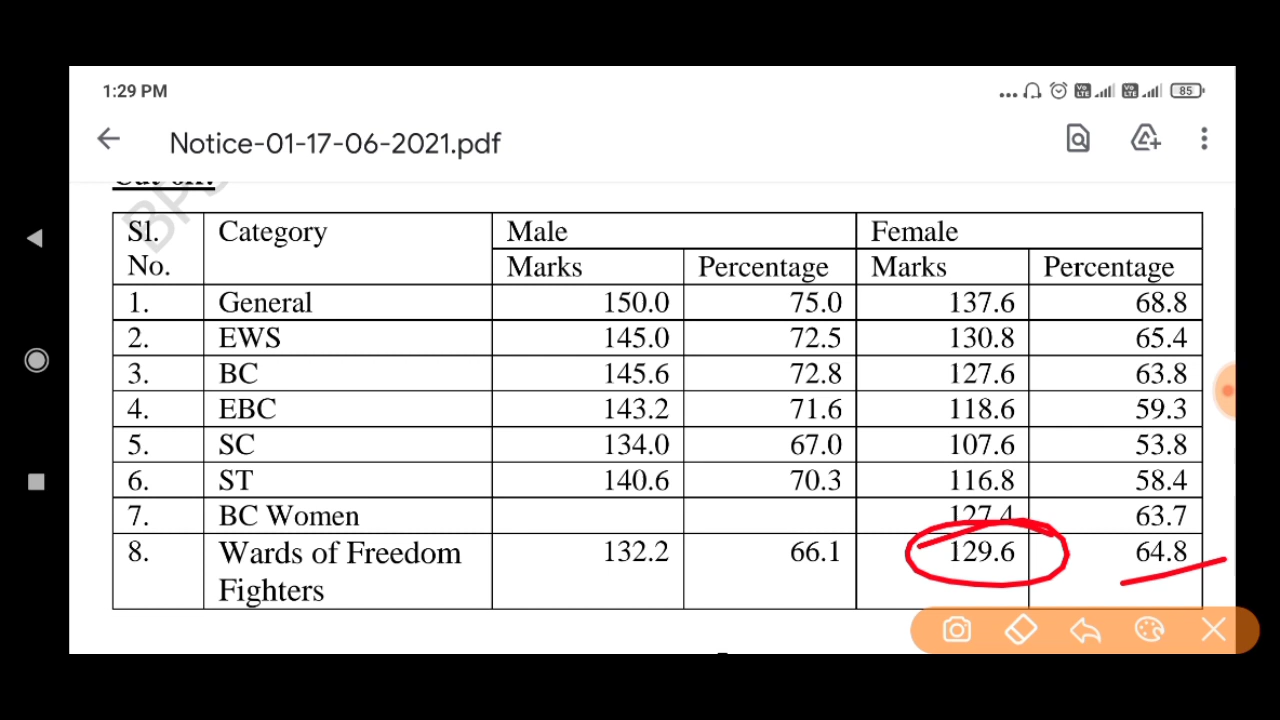 1:29 PM
85
Notice-01-17-06-2021.pdf
Cut-off:
Sl. No. Category Male Female
Marks Percentage Marks Percentage
1. General 150.0 75.0 137.6 68.8
2. EWS 145.0 72.5 130.8 65.4
3. BC 145.6 72.8 127.6 63.8
4. EBC 143.2 71.6 118.6 59.3
5. SC 134.0 67.0 107.6 53.8
6. ST 140.6 70.3 116.8 58.4
7. BC Women 127.4 63.7
8. Wards of Freedom Fighters 132.2 66.1 129.6 64.8